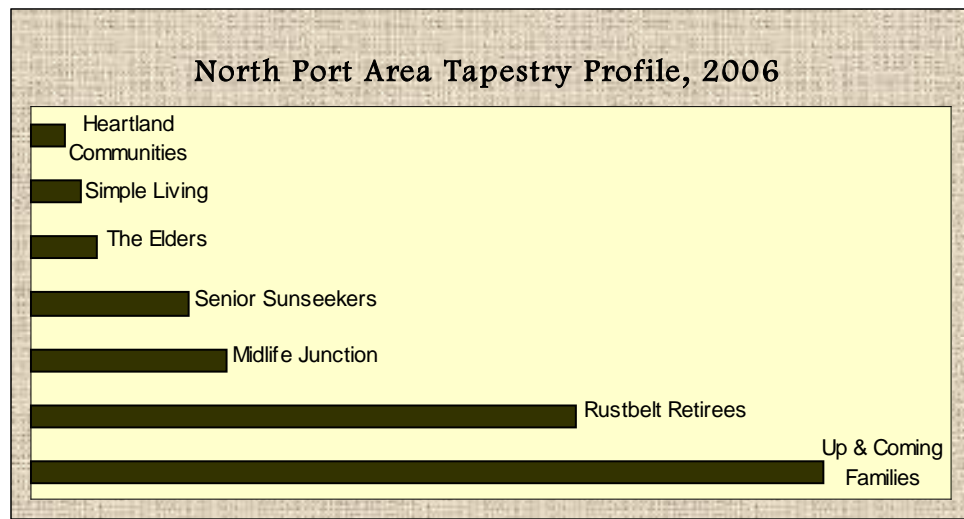 North Port Area Tapestry Profile, 2006
Heartland
Communities
Simple Living
The Elders
Senior Sunseekers
Midlife Junction
Rustbelt Retirees
Up & Coming
Families